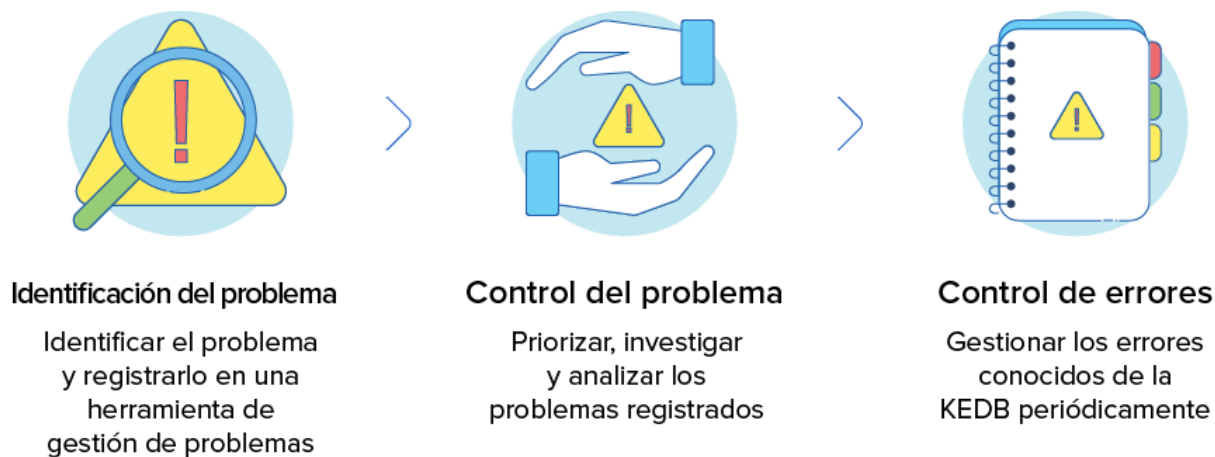 Identificación del problema
Identificar el problema
y registrarlo en una
herramienta de
gestión de problemas
Control del problema
Priorizar, investigar
y analizar los
problemas registrados
Control de errores
Gestionar los errores
conocidos de la
KEDB periódicamente